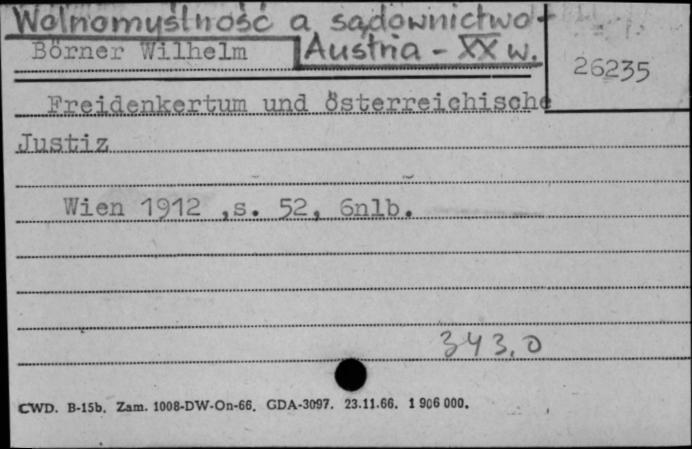 Wolnomyślność a sądownictwo -
Börner Wilhelm
Austria - XX w.
26235
Freidenkertum und österreichische
Justiz
Wien 1912 ,s. 52, 6nlb.
343,0
CWD. B-15b. Zam. 1008-DW-On-66. GDA-3097. 23.11.66. 1 906 000.